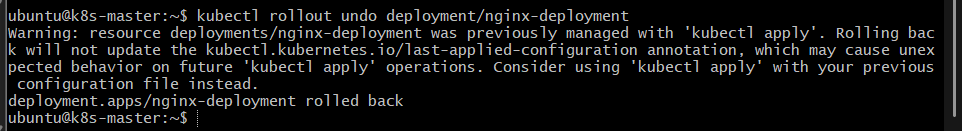 ubuntu@k8s-master:~$ kubectl rollout undo deployment/nginx-deployment
Warning: resource deployments/nginx-deployment was previously managed with 'kubectl apply'. Rolling bac
k will not update the kubectl.kubernetes.io/last-applied-configuration annotation, which may cause unex
pected behavior on future 'kubectl apply' operations. Consider using 'kubectl apply' with your previous
 configuration file instead.
deployment.apps/nginx-deployment rolled back
ubuntu@k8s-master:~$